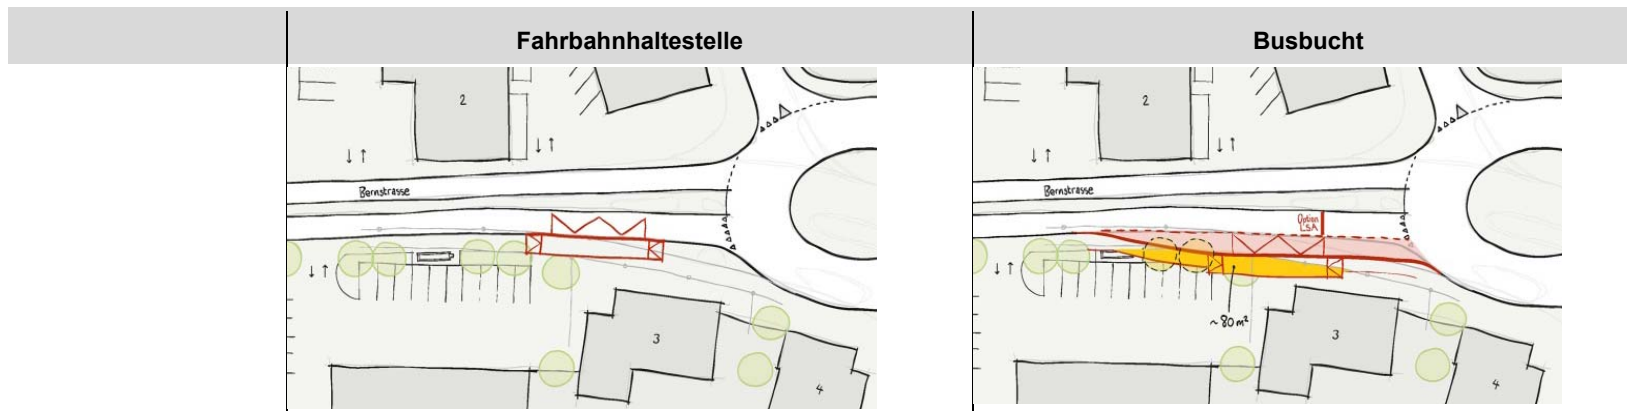 Fahrbahnhaltestelle
2
↓ ↑
↓ ↑
Bernstrasse
↓ ↑
3
4
Busbucht
2
↓ ↑
↓ ↑
Bernstrasse
Option
LSA
↓ ↑
~80m²
3
4